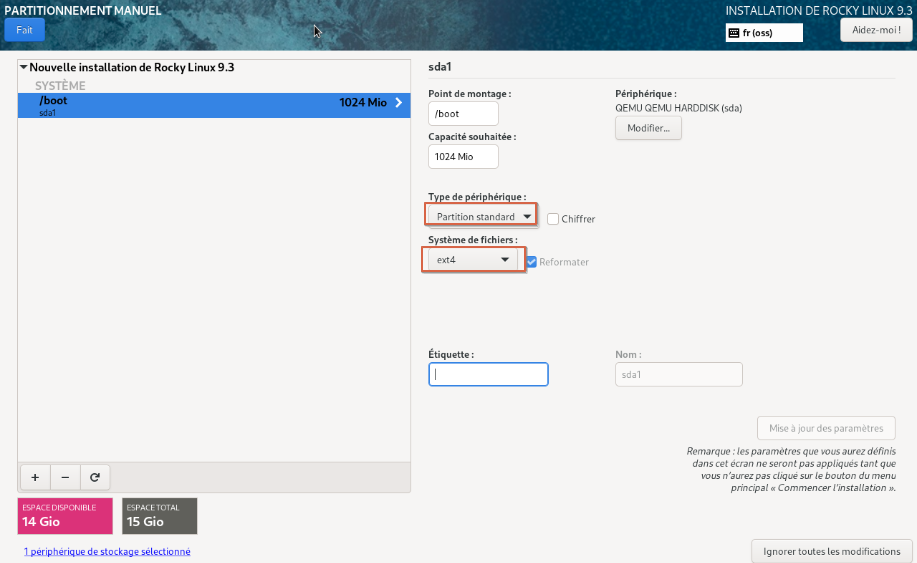 PARTITIONNEMENT MANUEL
INSTALLATION DE ROCKY LINUX 9.3
Fait
fr (oss)
Aidez-moi !
Nouvelle installation de Rocky Linux 9.3
SYSTÈME
/boot
1024 Mio
sda1
sda1
Point de montage :
/boot
Périphérique :
QEMU QEMU HARDDISK (sda)
Modifier...
Capacité souhaitée :
1024 Mio
Type de périphérique :
Partition standard
Chiffrer
Système de fichiers :
ext4
Reformater
Étiquette :
Nom :
sda1
Mise à jour des paramètres
Remarque : les paramètres que vous aurez définis
dans cet écran ne seront pas appliqués tant que
vous n'aurez pas cliqué sur le bouton du menu
principal « Commencer l'installation ».
ESPACE DISPONIBLE
14 Gio
ESPACE TOTAL
15 Gio
1 périphérique de stockage sélectionné
Ignorer toutes les modifications